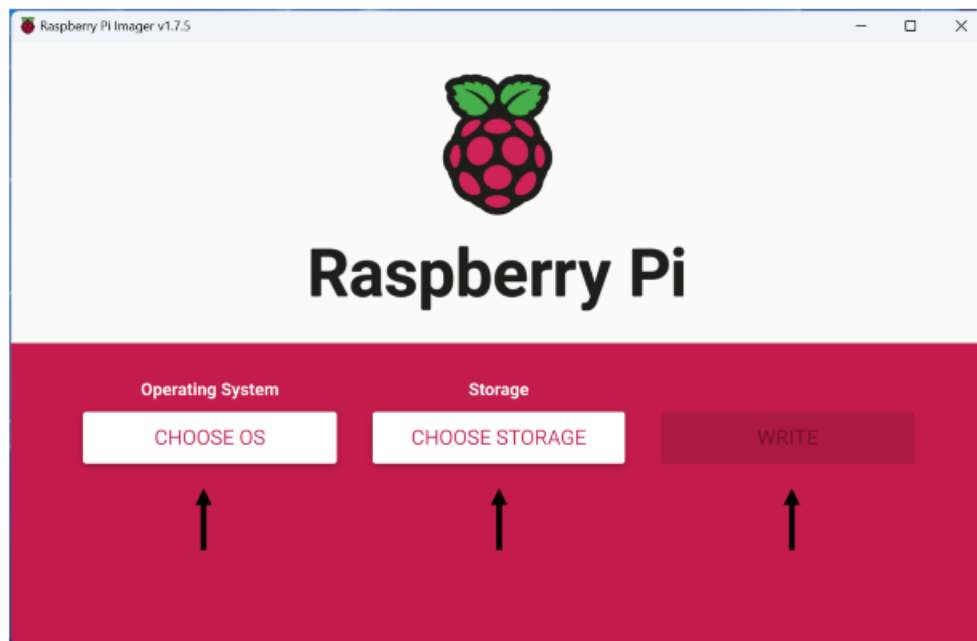 Raspberry Pi Imager v1.7.5
Raspberry Pi
Operating System
Storage
CHOOSE OS
CHOOSE STORAGE
WRITE